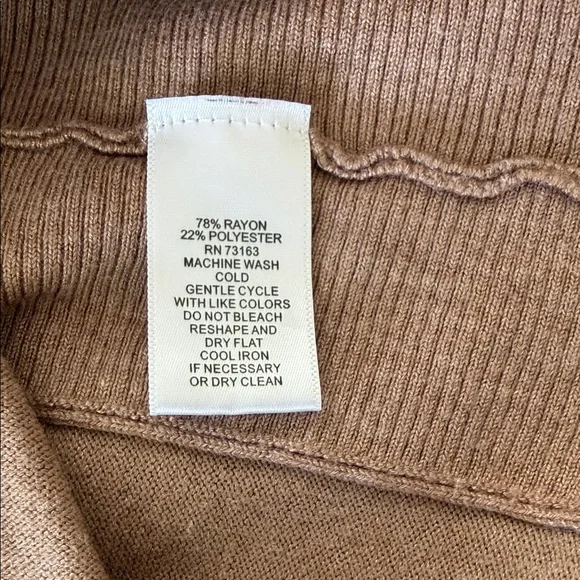 78% RAYON
22% POLYESTER
RN 73163
MACHINE WASH
COLD
GENTLE CYCLE
WITH LIKE COLORS
DO NOT BLEACH
RESHAPE AND
DRY FLAT
COOL IRON
IF NECESSARY
OR DRY CLEAN